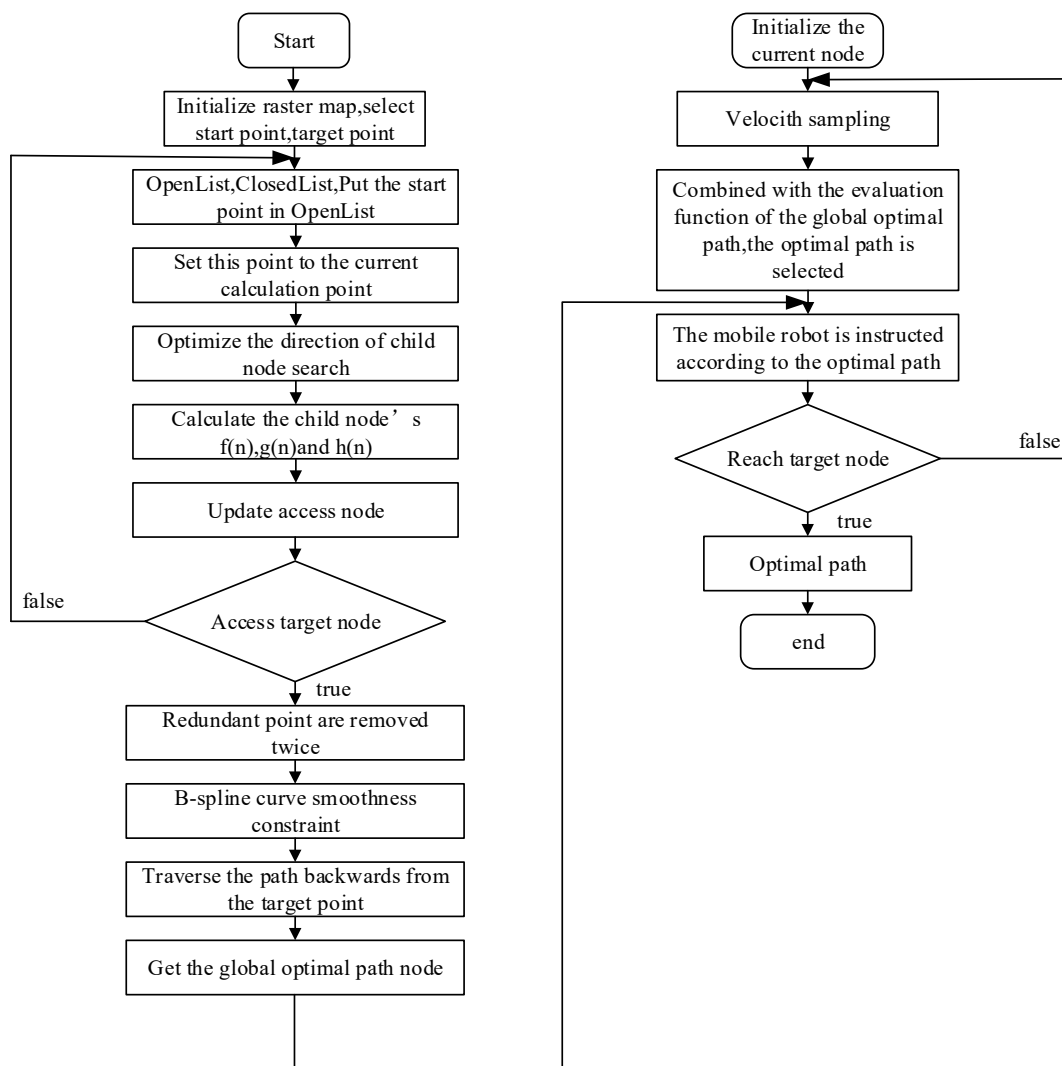 Start
Initialize raster map,select
start point,target point
OpenList,ClosedList,Put the start
point in OpenList
Set this point to the current
calculation point
Optimize the direction of child
node search
Calculate the child node’s
f(n),g(n)and h(n)
Update access node
false
Access target node
true
Redundant point are removed
twice
B-spline curve smoothness
constraint
Traverse the path backwards from
the target point
Get the global optimal path node
Initialize the
current node
Velocith sampling
Combined with the evaluation
function of the global optimal
path,the optimal path is
selected
The mobile robot is instructed
according to the optimal path
false
Reach target node
true
Optimal path
end